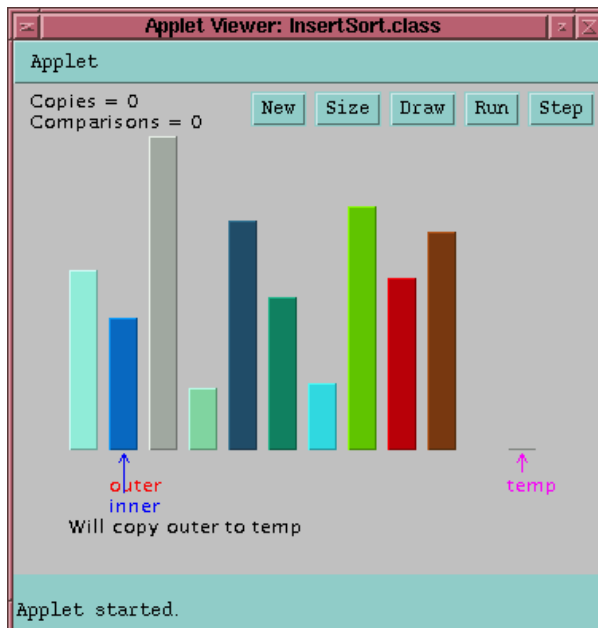 Applet Viewer: InsertSort.class
Applet
Copies = 0
Comparisons = 0
New Size Draw Run Step
outer
inner
temp
Will copy outer to temp
Applet started.